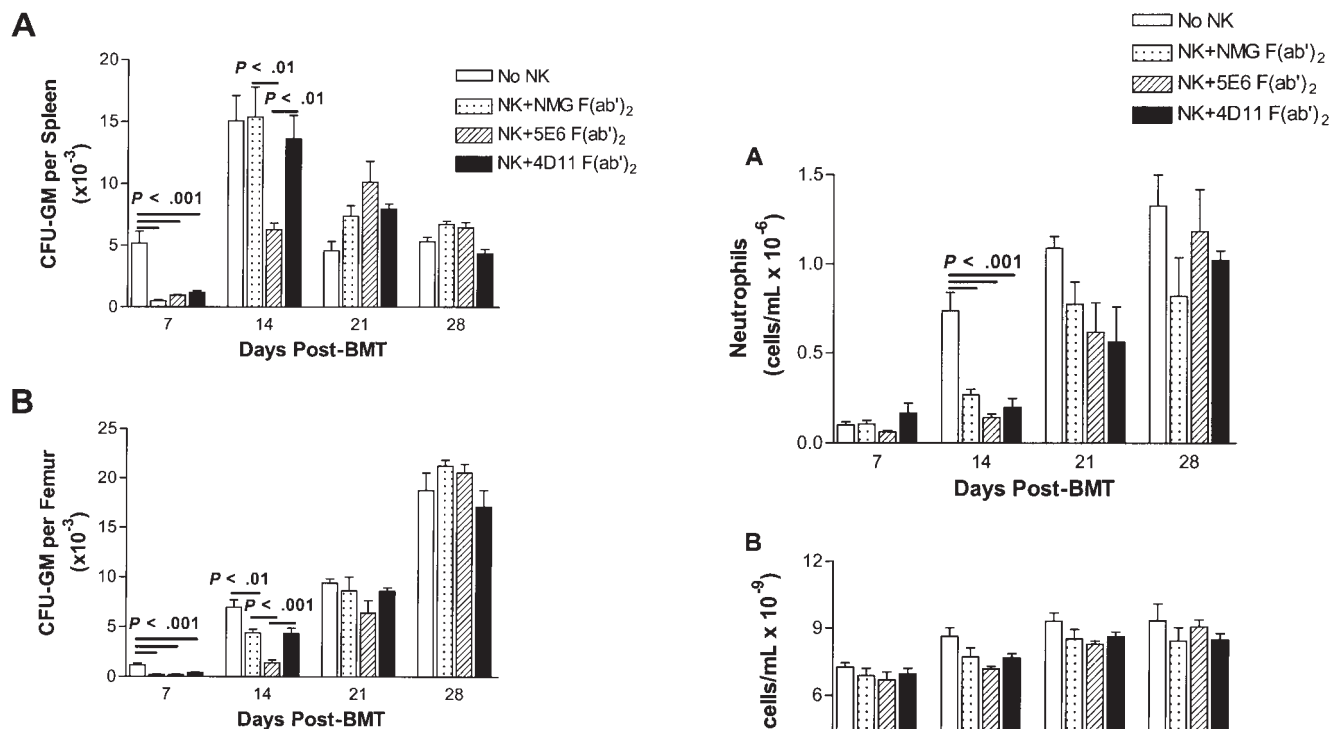 A
CFU-GM per Spleen
(x10⁻³)
20
15
10
5
0
P < .001
P < .01
P < .01
7
14
21
28
Days Post-BMT
No NK
NK+NMG F(ab')₂
NK+5E6 F(ab')₂
NK+4D11 F(ab')₂
B
CFU-GM per Femur
(x10⁻³)
25
20
15
10
5
0
P < .001
P < .01
P < .001
7
14
21
28
Days Post-BMT
No NK
NK+NMG F(ab')₂
NK+5E6 F(ab')₂
NK+4D11 F(ab')₂
A
Neutrophils
(cells/mL x 10⁻⁶)
1.5
1.0
0.5
0.0
P < .001
7
14
21
28
Days Post-BMT
B
cells/mL x 10⁻⁹)
12
9
6